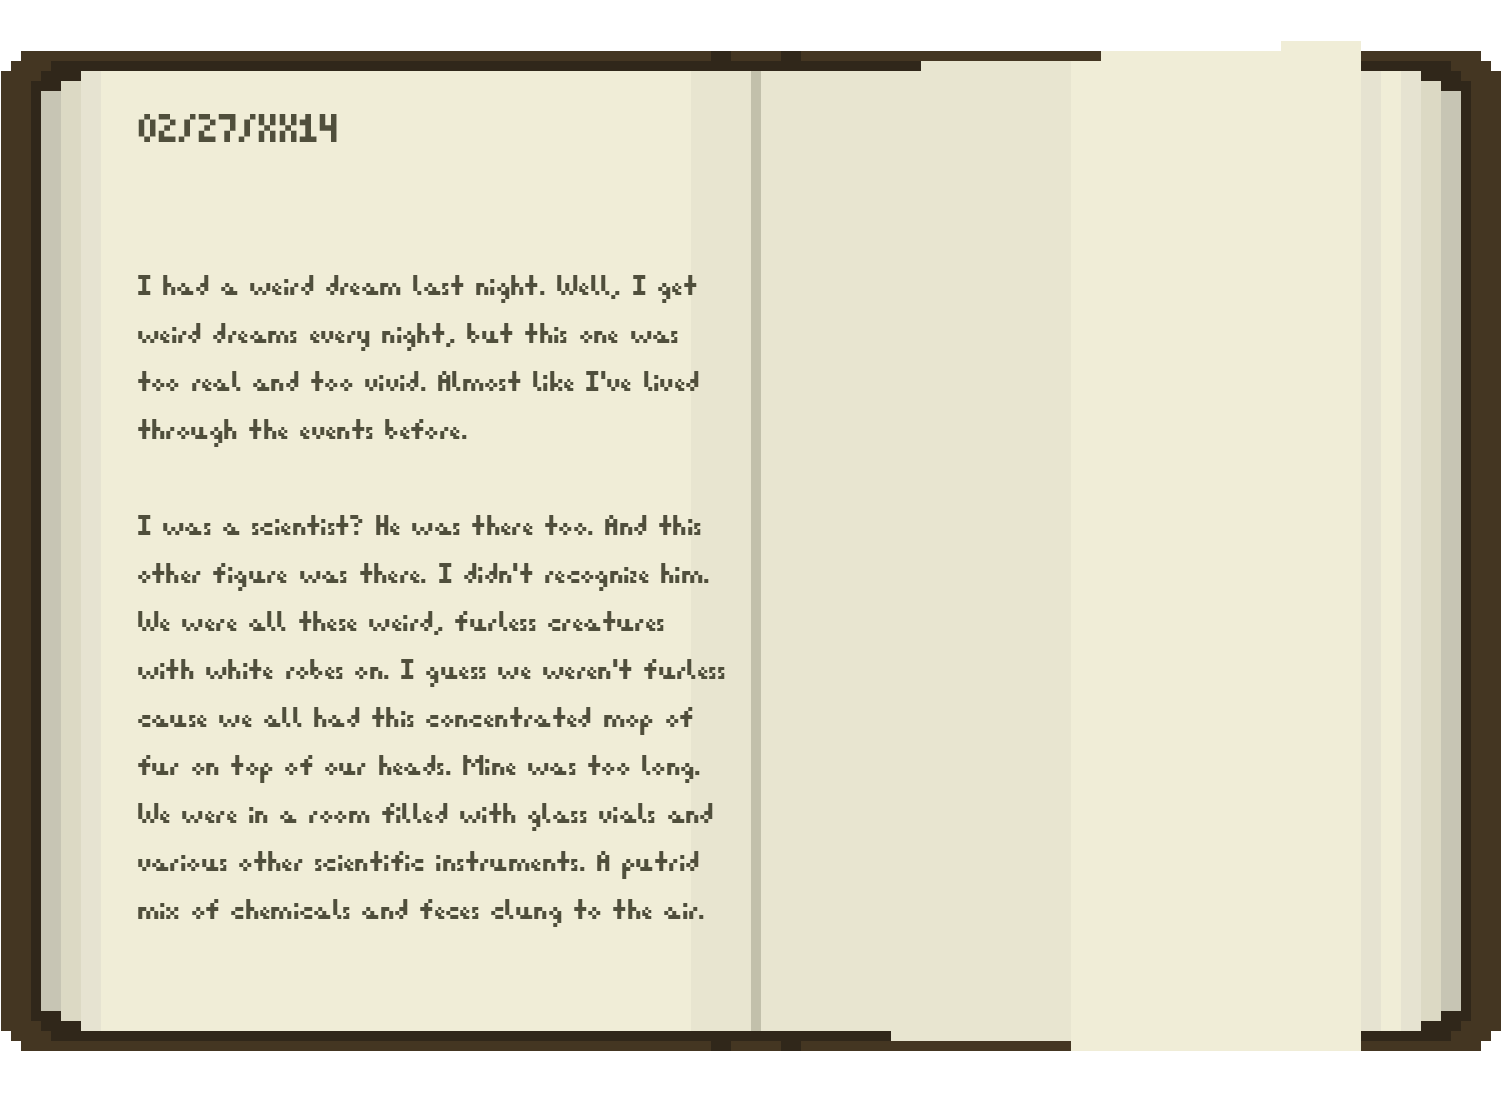 02/27/XX14
I had a weird dream last night. Well, I get
weird dreams every night, but this one was
too real and too vivid. Almost like I've lived
through the events before.
I was a scientist? He was there too. And this
other figure was there. I didn't recognize him.
We were all these weird, furless creatures
with white robes on. I guess we weren't furless
cause we all had this concentrated mop of
fur on top of our heads. Mine was too long.
We were in a room filled with glass vials and
various other scientific instruments. A putrid
mix of chemicals and feces clung to the air.